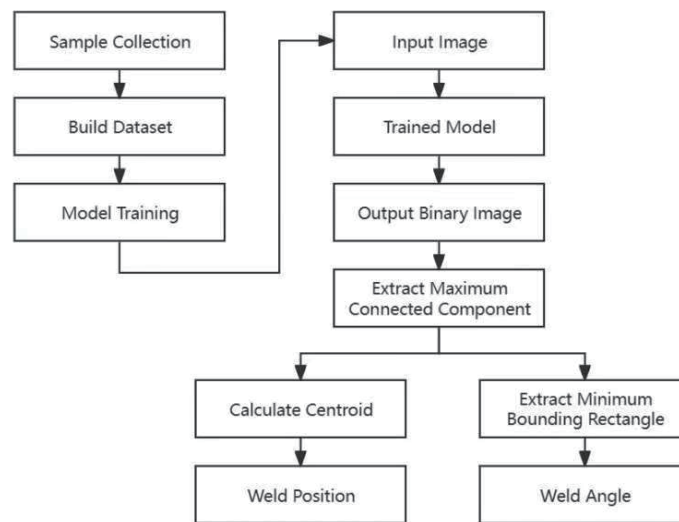 Sample Collection
Build Dataset
Model Training
Input Image
Trained Model
Output Binary Image
Extract Maximum
Connected Component
Calculate Centroid
Weld Position
Extract Minimum
Bounding Rectangle
Weld Angle